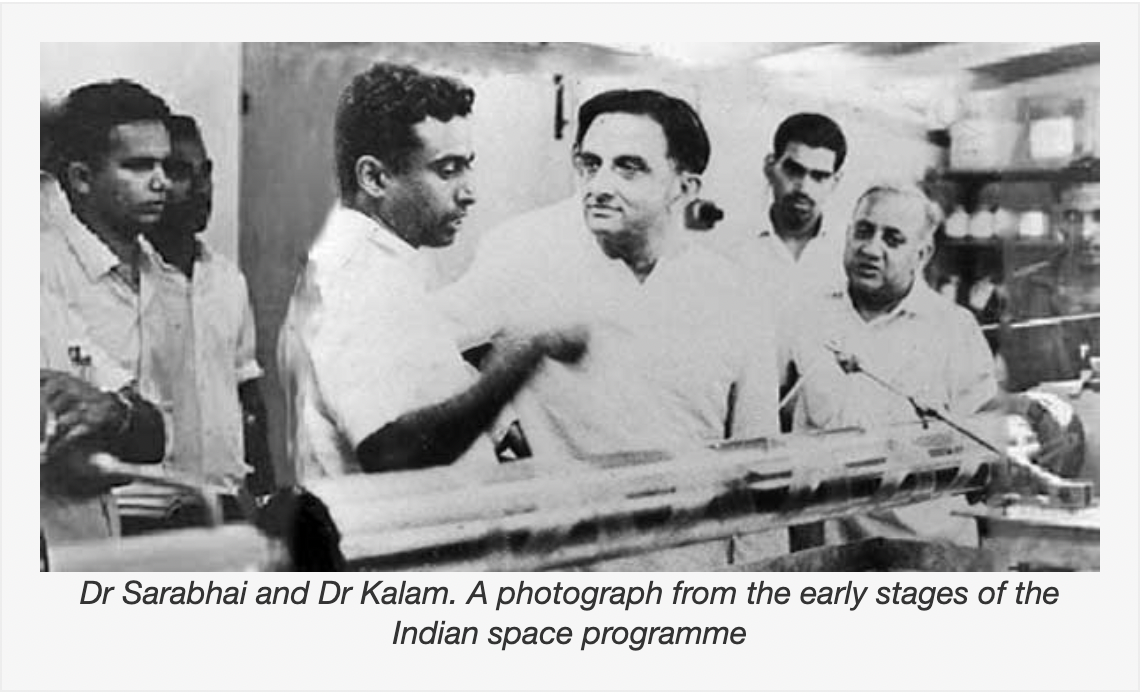 Dr Sarabhai and Dr Kalam. A photograph from the early stages of the
Indian space programme